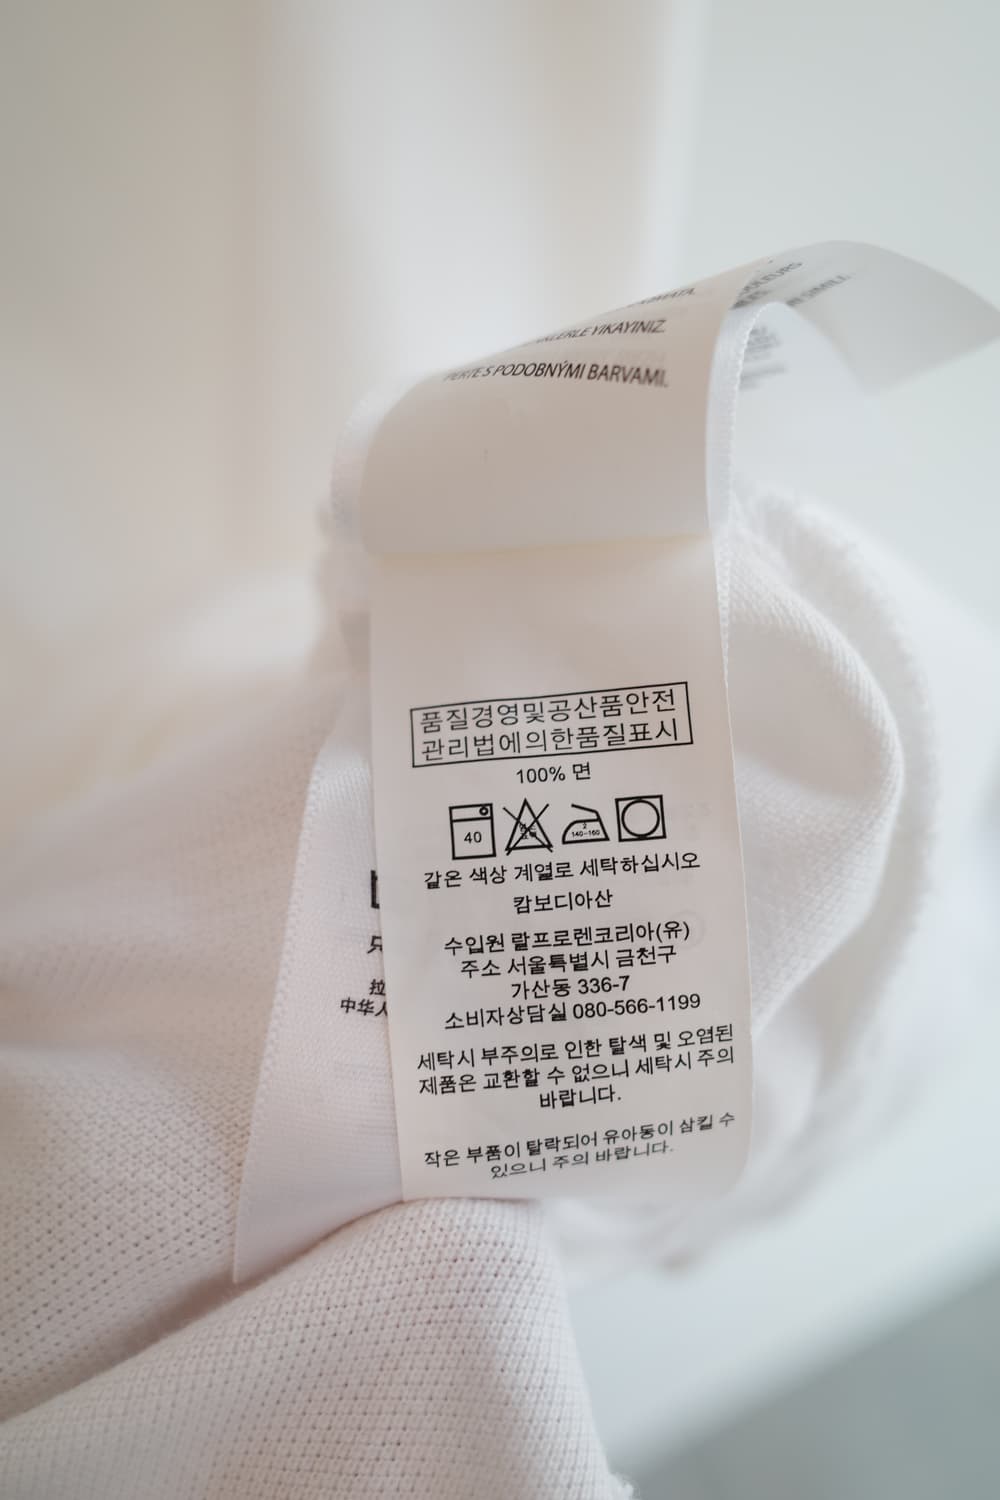 YIKAYINIZ.
S PODOBNÝMI BARVAMI.
품질경영및공산품안전
관리법에의한품질표시
100% 면
40
2
140-160
같은 색상 계열로 세탁하십시오
캄보디아산
수입원 랄프로렌코리아(유)
주소 서울특별시 금천구
가산동 336-7
소비자상담실 080-566-1199
세탁시 부주의로 인한 탈색 및 오염된
제품은 교환할 수 없으니 세탁시 주의
바랍니다.
작은 부품이 탈락되어 유아동이 삼킬 수
있으니 주의 바랍니다.
中华人